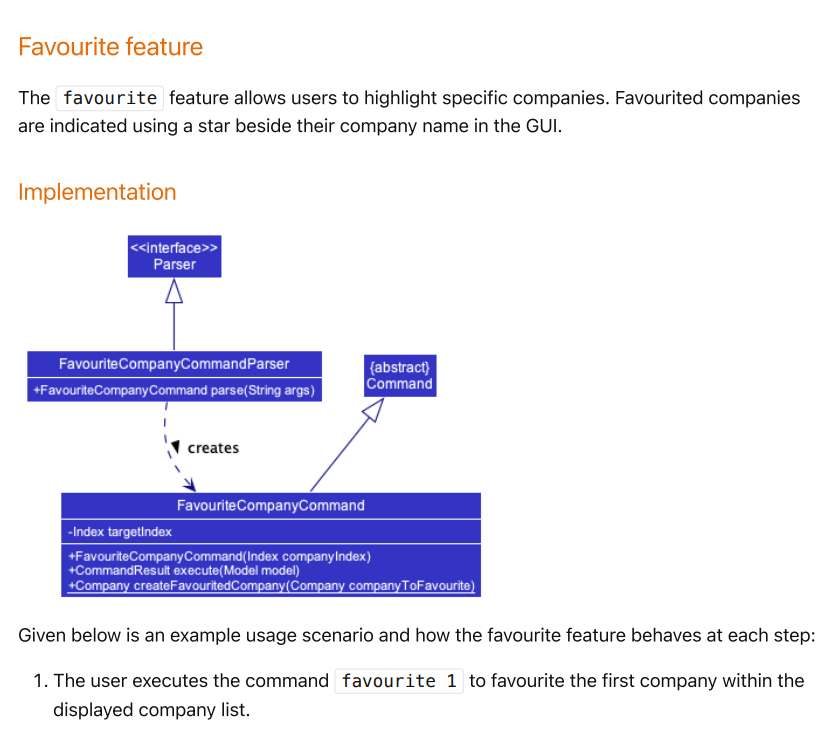 Favourite feature
The favourite feature allows users to highlight specific companies. Favourited companies
are indicated using a star beside their company name in the GUI.
Implementation
<<interface>>
Parser
FavouriteCompanyCommandParser
+FavouriteCompanyCommand parse(String args)
{abstract}
Command
creates
FavouriteCompanyCommand
-Index targetIndex
+FavouriteCompanyCommand(Index companyIndex)
+CommandResult execute(Model model)
+Company createFavouritedCompany(Company companyToFavourite)
Given below is an example usage scenario and how the favourite feature behaves at each step:
1. The user executes the command favourite 1 to favourite the first company within the
displayed company list.